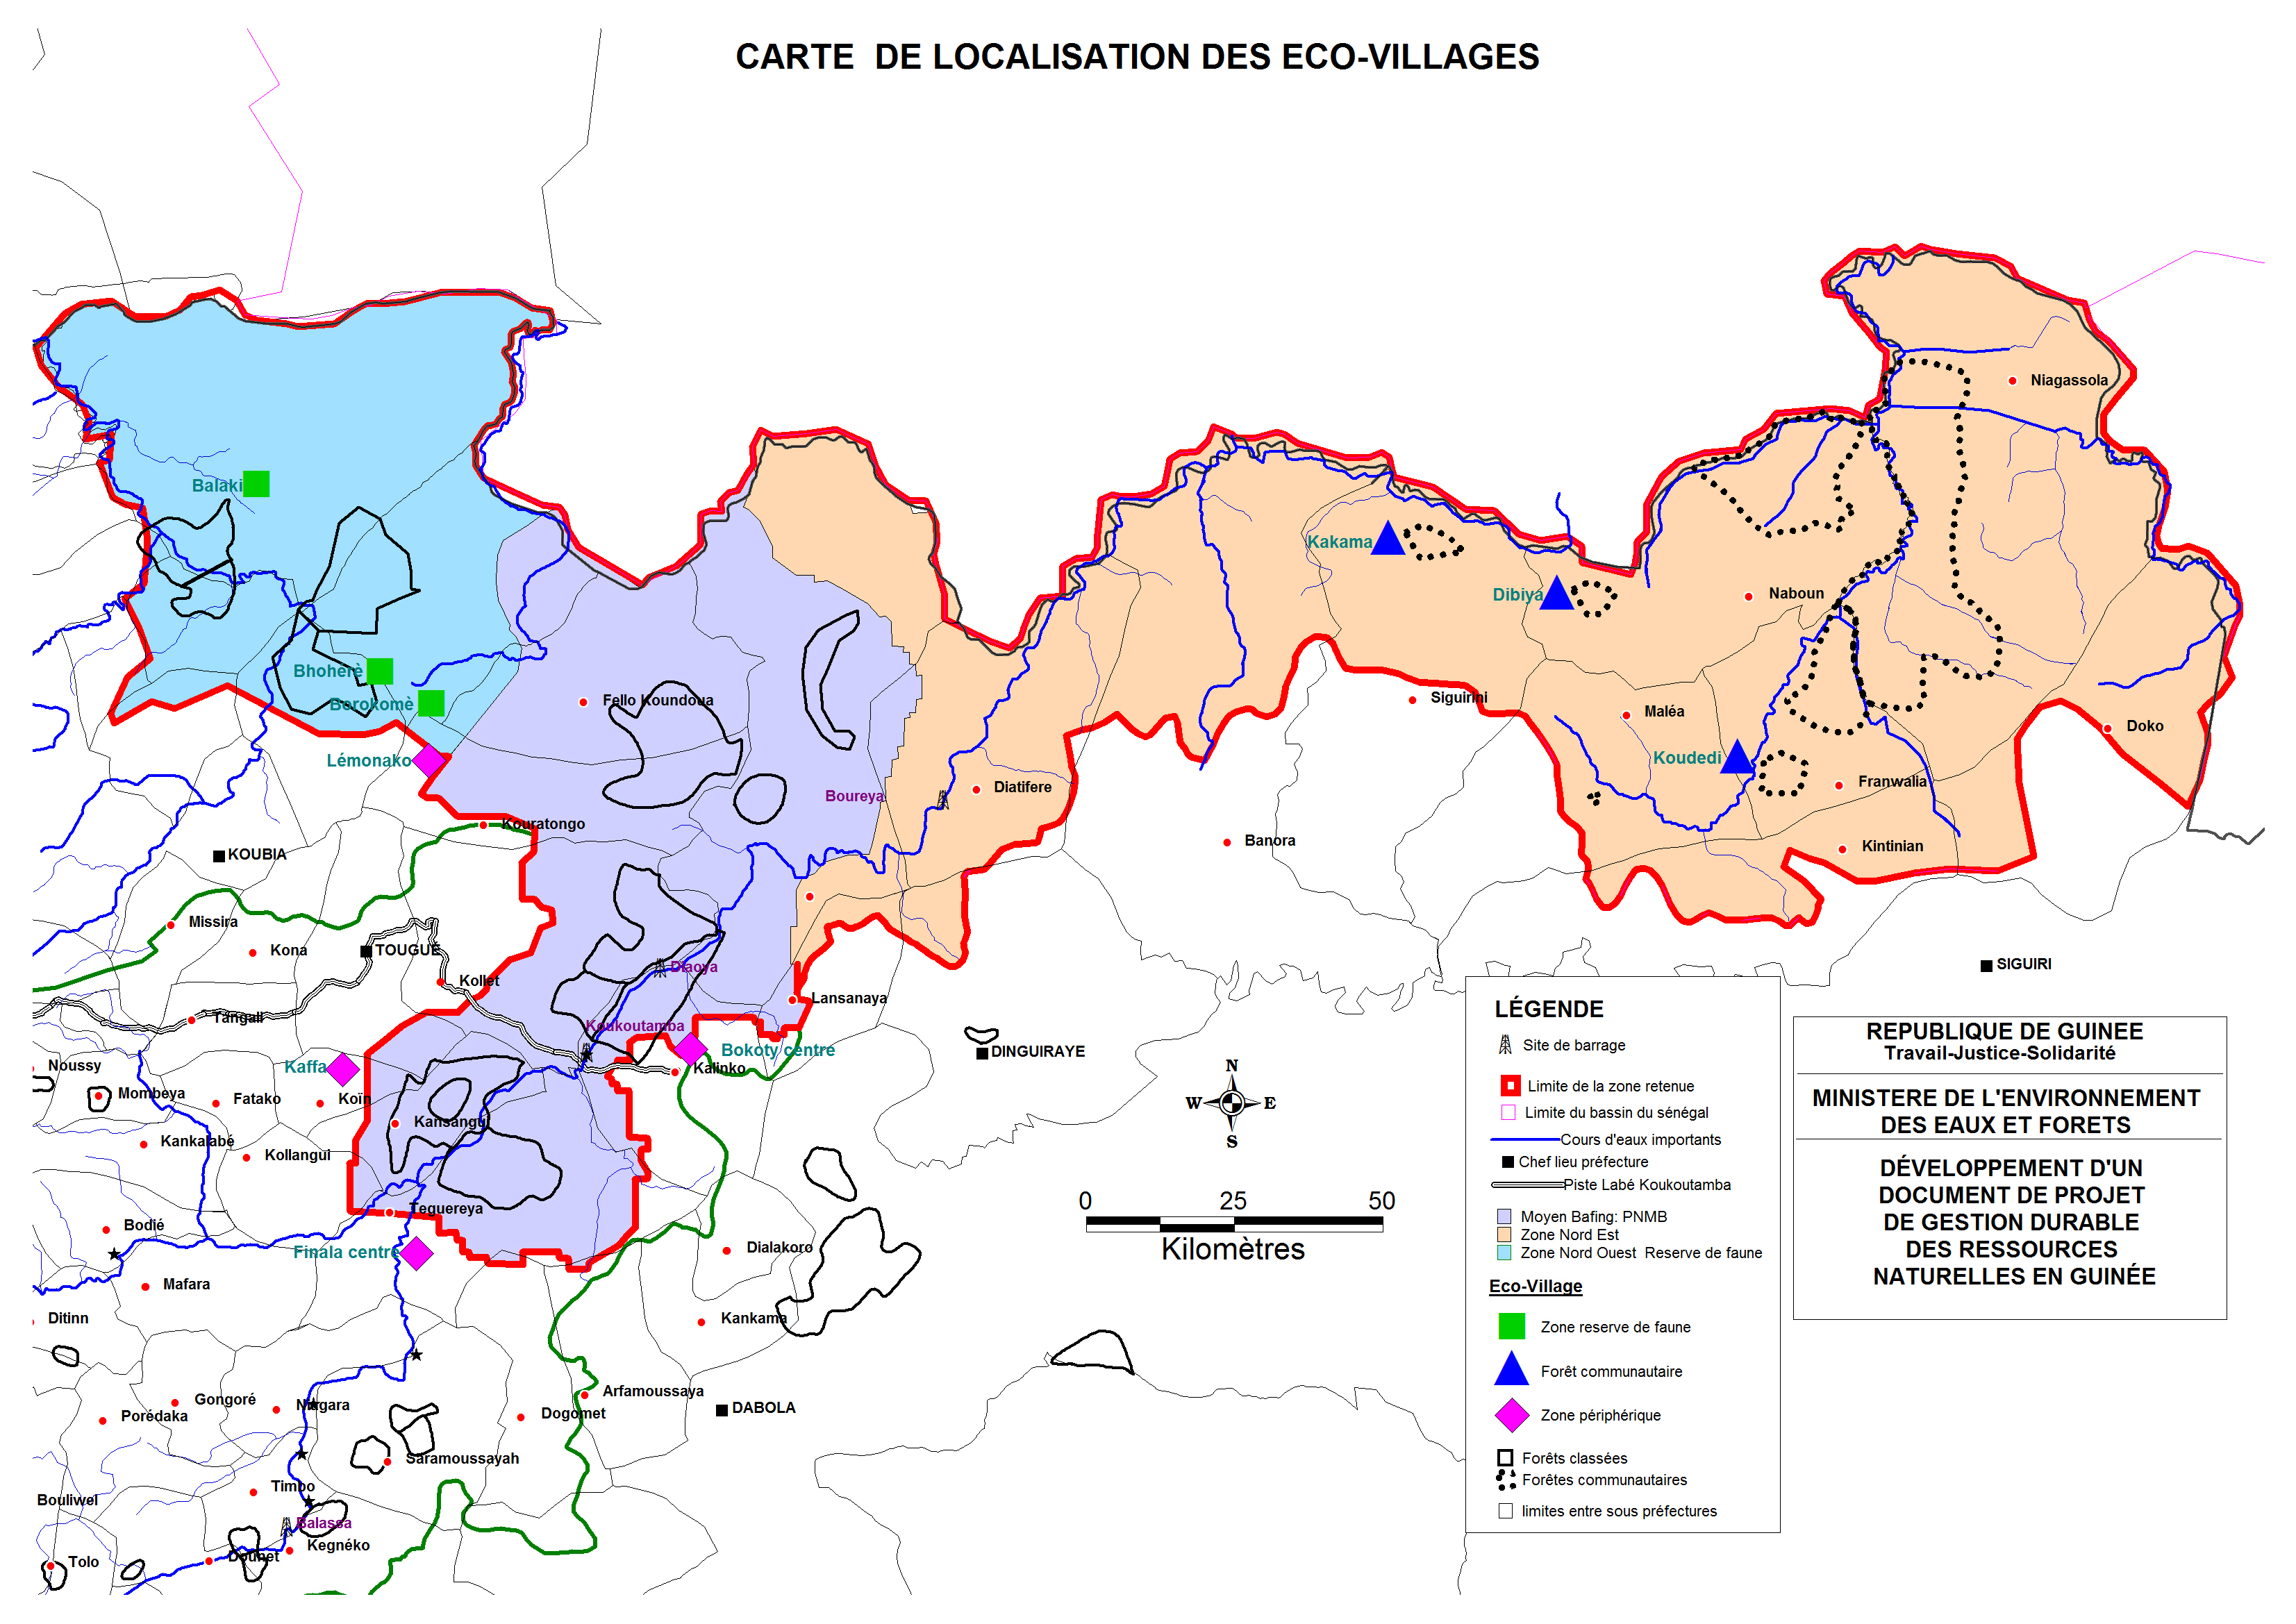 CARTE  DE LOCALISATION DES ECO-VILLAGES
Niagassola
Balaki
Kakama
Dibiya
Naboun
Bhoherè
Borokomè
Fello Koundoua
Siguirini
Maléa
Doko
Lémonako
Koudedi
Boureya
Diatifere
Franwalia
Kouratongo
Banora
Kintinian
KOUBIA
Missira
Kona
TOUGUÉ
Diaoya
SIGUIRI
Kollet
Lansanaya
Tangali
Koukoutamba
Bokoty centre
DINGUIRAYE
Noussy
Kaffa
Kalinko
Mombeya
Fatako
Koïn
Kansangui
Kankalabé
Kollangui
Teguereya
Bodié
Finala centre
Dialakoro
Mafara
Ditinn
Kankama
Arfamoussaya
Gongoré
Niagara
Porédaka
Dogomet
DABOLA
Saramoussayah
Timbo
Bouliwel
Balassa
Kegnéko
Dounet
Tolo
N
W E
S
0 25 50
Kilomètres
LÉGENDE
Site de barrage
Limite de la zone retenue
Limite du bassin du sénégal
Cours d'eaux importants
Chef lieu préfecture
Piste Labé Koukoutamba
Moyen Bafing: PNMB
Zone Nord Est
Zone Nord Ouest  Reserve de faune
Eco-Village
Zone reserve de faune
Forêt communautaire
Zone périphérique
Forêts classées
Forêtes communautaires
limites entre sous préfectures
REPUBLIQUE DE GUINEE
Travail-Justice-Solidarité
MINISTERE DE L'ENVIRONNEMENT
DES EAUX ET FORETS
DÉVELOPPEMENT D'UN
DOCUMENT DE PROJET
DE GESTION DURABLE
DES RESSOURCES
NATURELLES EN GUINÉE